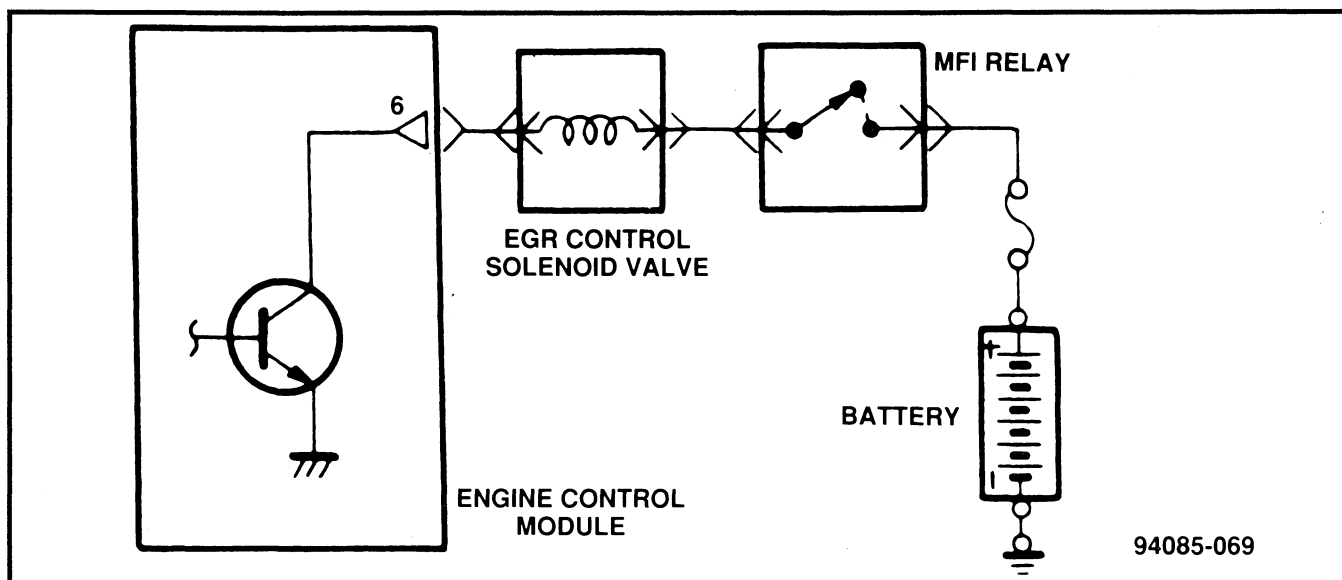 6
MFI RELAY
EGR CONTROL
SOLENOID VALVE
+
BATTERY
ENGINE CONTROL
MODULE
94085-069